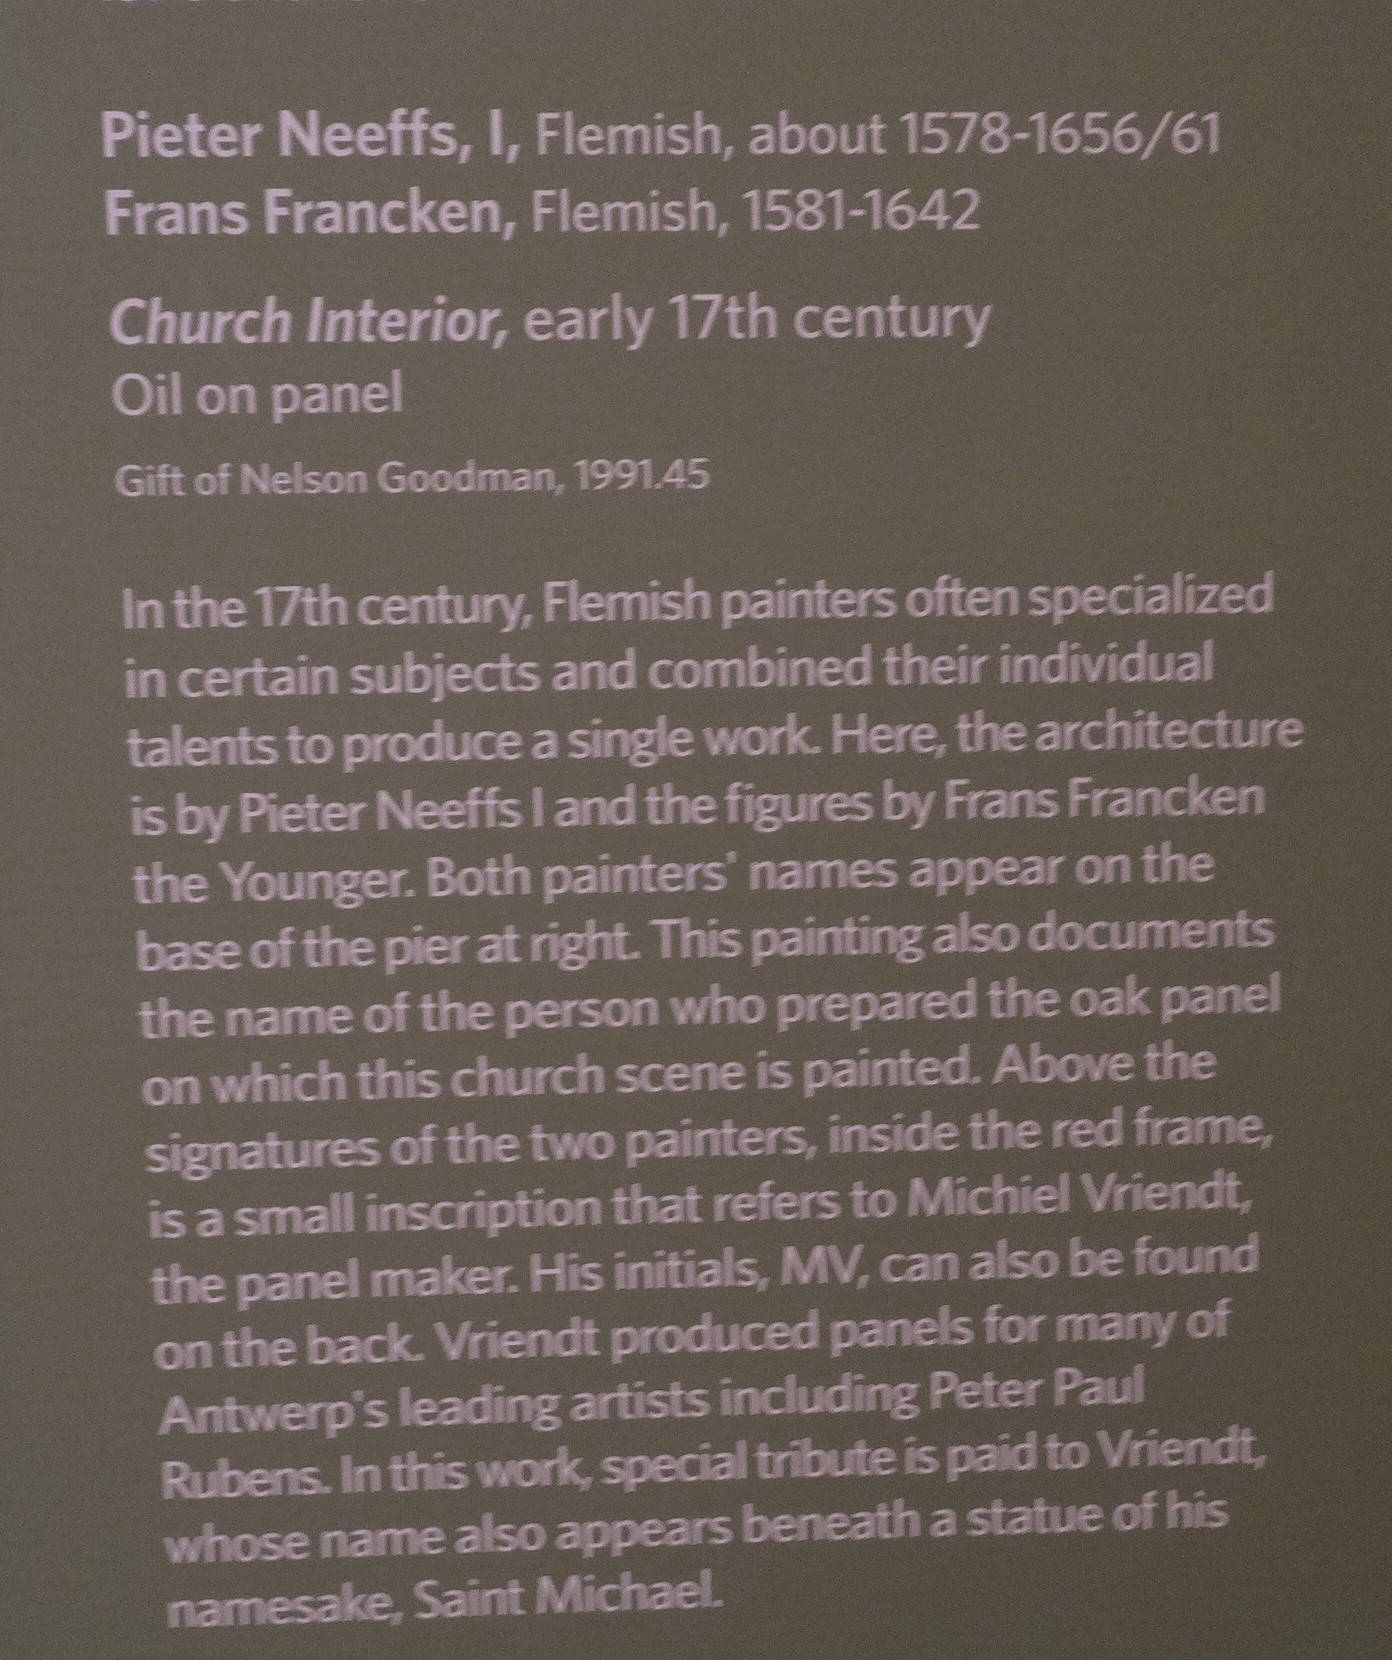 Pieter Neeffs, I, Flemish, about 1578-1656/61
Frans Francken, Flemish, 1581-1642
Church Interior, early 17th century
Oil on panel
Gift of Nelson Goodman, 1991.45
In the 17th century, Flemish painters often specialized
in certain subjects and combined their individual
talents to produce a single work. Here, the architecture
is by Pieter Neeffs I and the figures by Frans Francken
the Younger. Both painters' names appear on the
base of the pier at right. This painting also documents
the name of the person who prepared the oak panel
on which this church scene is painted. Above the
signatures of the two painters, inside the red frame,
is a small inscription that refers to Michiel Vriendt,
the panel maker. His initials, MV, can also be found
on the back. Vriendt produced panels for many of
Antwerp's leading artists including Peter Paul
Rubens. In this work, special tribute is paid to Vriendt,
whose name also appears beneath a statue of his
namesake, Saint Michael.